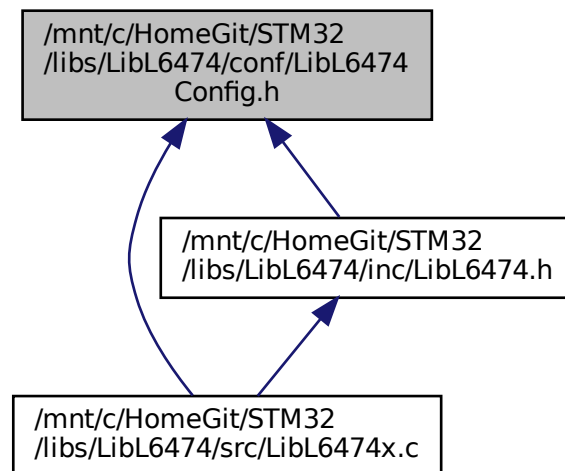 /mnt/c/HomeGit/STM32
/libs/LibL6474/conf/LibL6474
Config.h
/mnt/c/HomeGit/STM32
/libs/LibL6474/inc/LibL6474.h
/mnt/c/HomeGit/STM32
/libs/LibL6474/src/LibL6474x.c